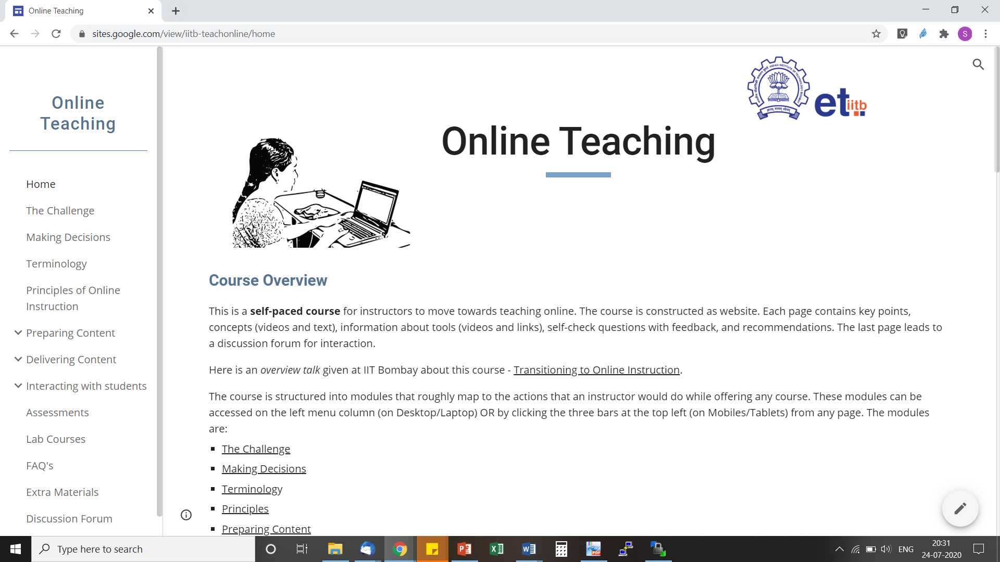 Online Teaching
sites.google.com/view/iitb-teachonline/home
S
Online
Teaching
Home
The Challenge
Making Decisions
Terminology
Principles of Online
Instruction
Preparing Content
Delivering Content
Interacting with students
Assessments
Lab Courses
FAQ's
Extra Materials
Discussion Forum
INDIAN INSTITUTE OF TECHNOLOGY BOMBAY
ज्ञानम् परमम् ध्येयम्
et iitb
Online Teaching
Course Overview
This is a self-paced course for instructors to move towards teaching online. The course is constructed as website. Each page contains key points,
concepts (videos and text), information about tools (videos and links), self-check questions with feedback, and recommendations. The last page leads to
a discussion forum for interaction.
Here is an overview talk given at IIT Bombay about this course - Transitioning to Online Instruction.
The course is structured into modules that roughly map to the actions that an instructor would do while offering any course. These modules can be
accessed on the left menu column (on Desktop/Laptop) OR by clicking the three bars at the top left (on Mobiles/Tablets) from any page. The modules
are:
The Challenge
Making Decisions
Terminology
Principles
Preparing Content
Type here to search
PDF
ENG
20:31
24-07-2020